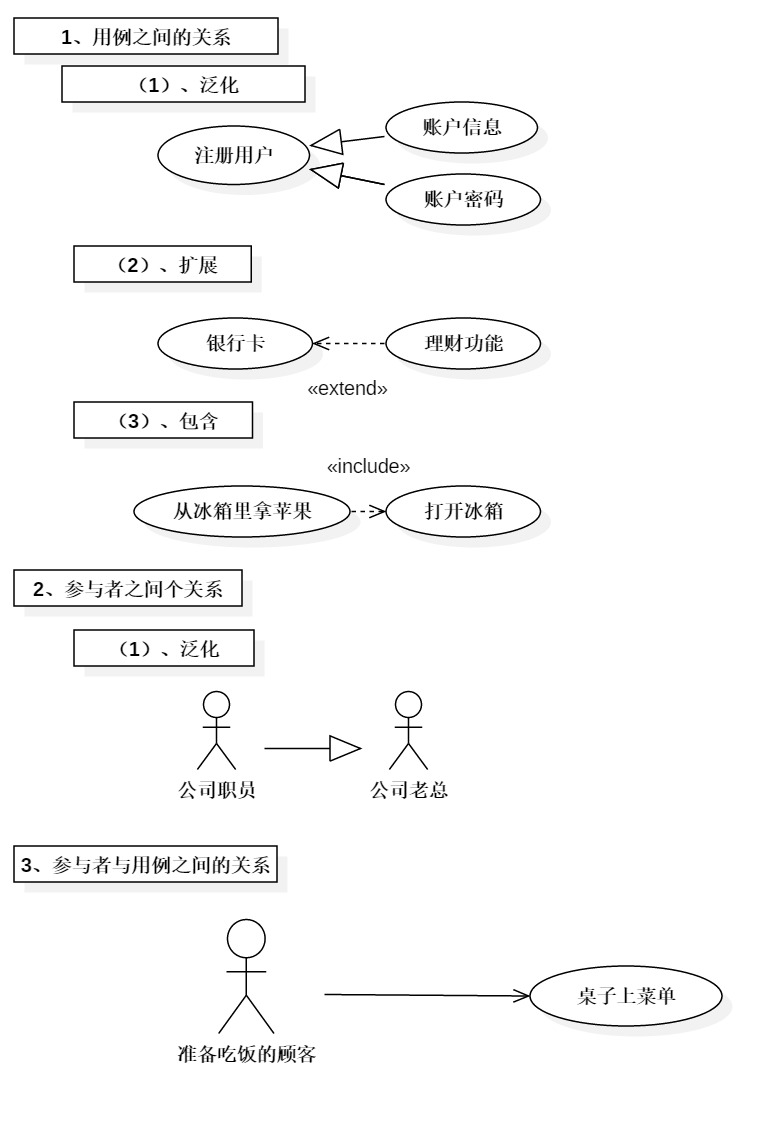 1、用例之间的关系
（1）、泛化
账户信息
注册用户
账户密码
（2）、扩展
银行卡
理财功能
«extend»
（3）、包含
«include»
从冰箱里拿苹果
打开冰箱
2、参与者之间个关系
（1）、泛化
公司职员
公司老总
3、参与者与用例之间的关系
桌子上菜单
准备吃饭的顾客